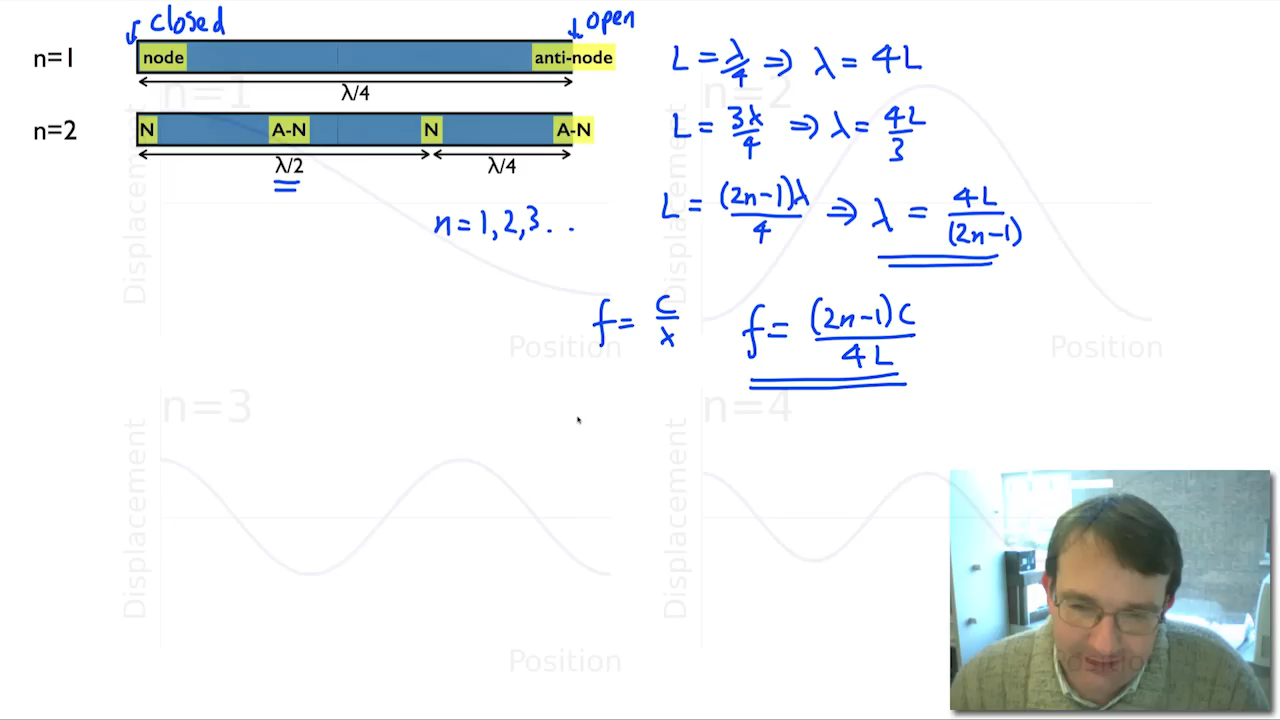 closed
open
n=1
node
anti-node
λ/4
L = λ/4 ⇒ λ = 4L
n=2
N
A-N
N
A-N
λ/2
λ/4
L = 3λ/4 ⇒ λ = 4L/3
L = (2n-1)λ/4 ⇒ λ = 4L/(2n-1)
n = 1, 2, 3 . . .
f = c/λ
f = (2n-1)c/4L
n=1
Displacement
Position
n=2
Displacement
Position
n=3
Displacement
Position
n=4
Displacement
Position